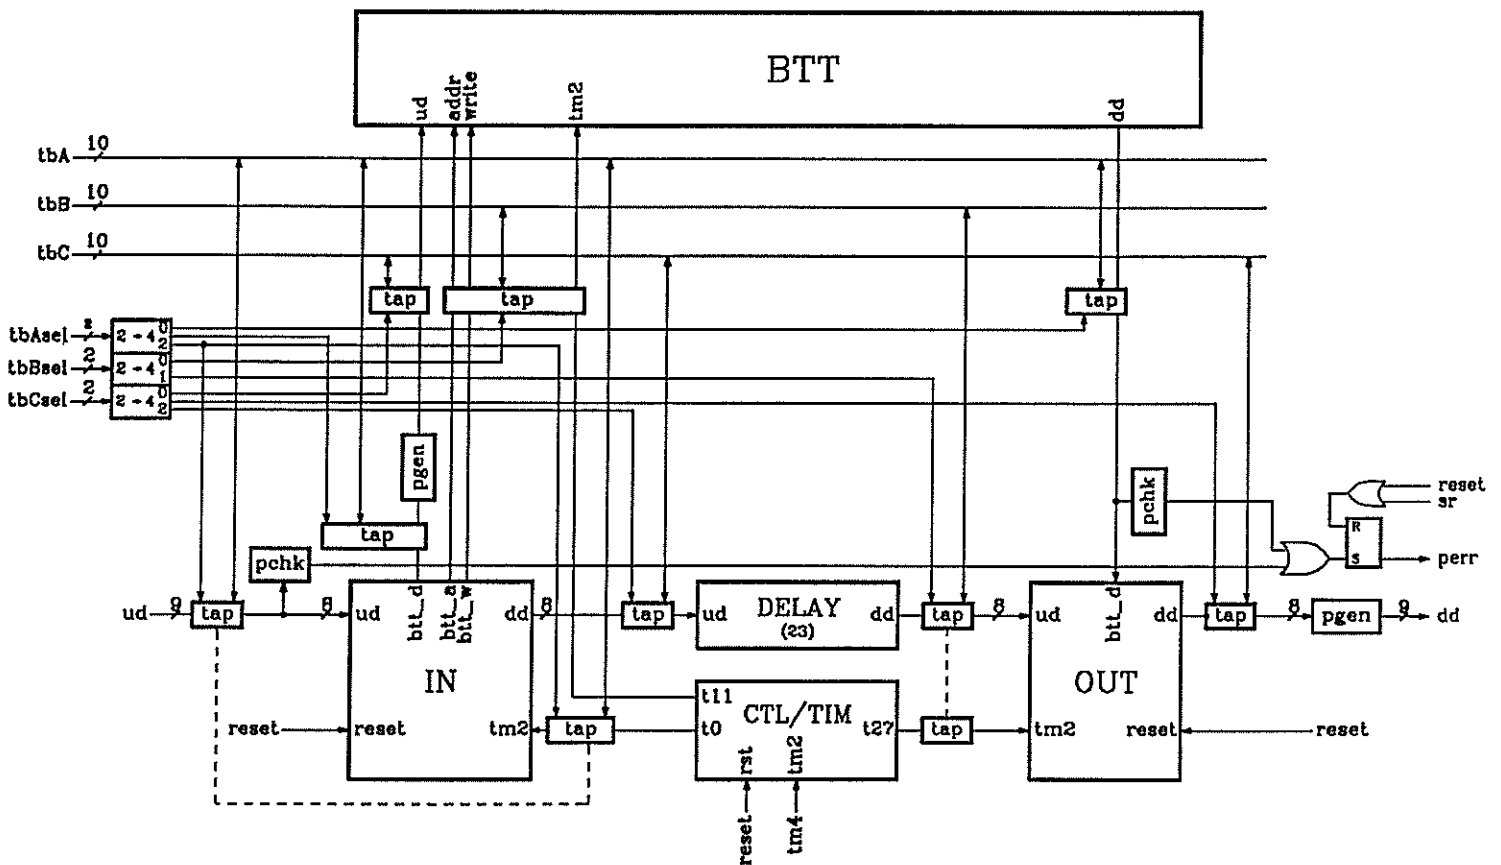 BTT
ud
addr
write
tm2
dd
tbA 10
tbB 10
tbC 10
tap
tap
tap
tbAsel 2 → 4 0 2
tbBsel 2 2 → 4 0 1
tbCsel 2 2 → 4 0 2
pgen
pchk
reset
sr
R
S
perr
tap
pchk
ud 9 tap 8 ud
btt_d
btt_a
btt_w
dd 8 tap ud
DELAY
(23)
dd tap 8 ud
btt_d
dd tap 8 pgen 9 dd
IN
OUT
t11
CTL/TIM
reset reset
tm2 tap t0
t27 tap tm2
reset reset
rst
tm2
reset
tm4